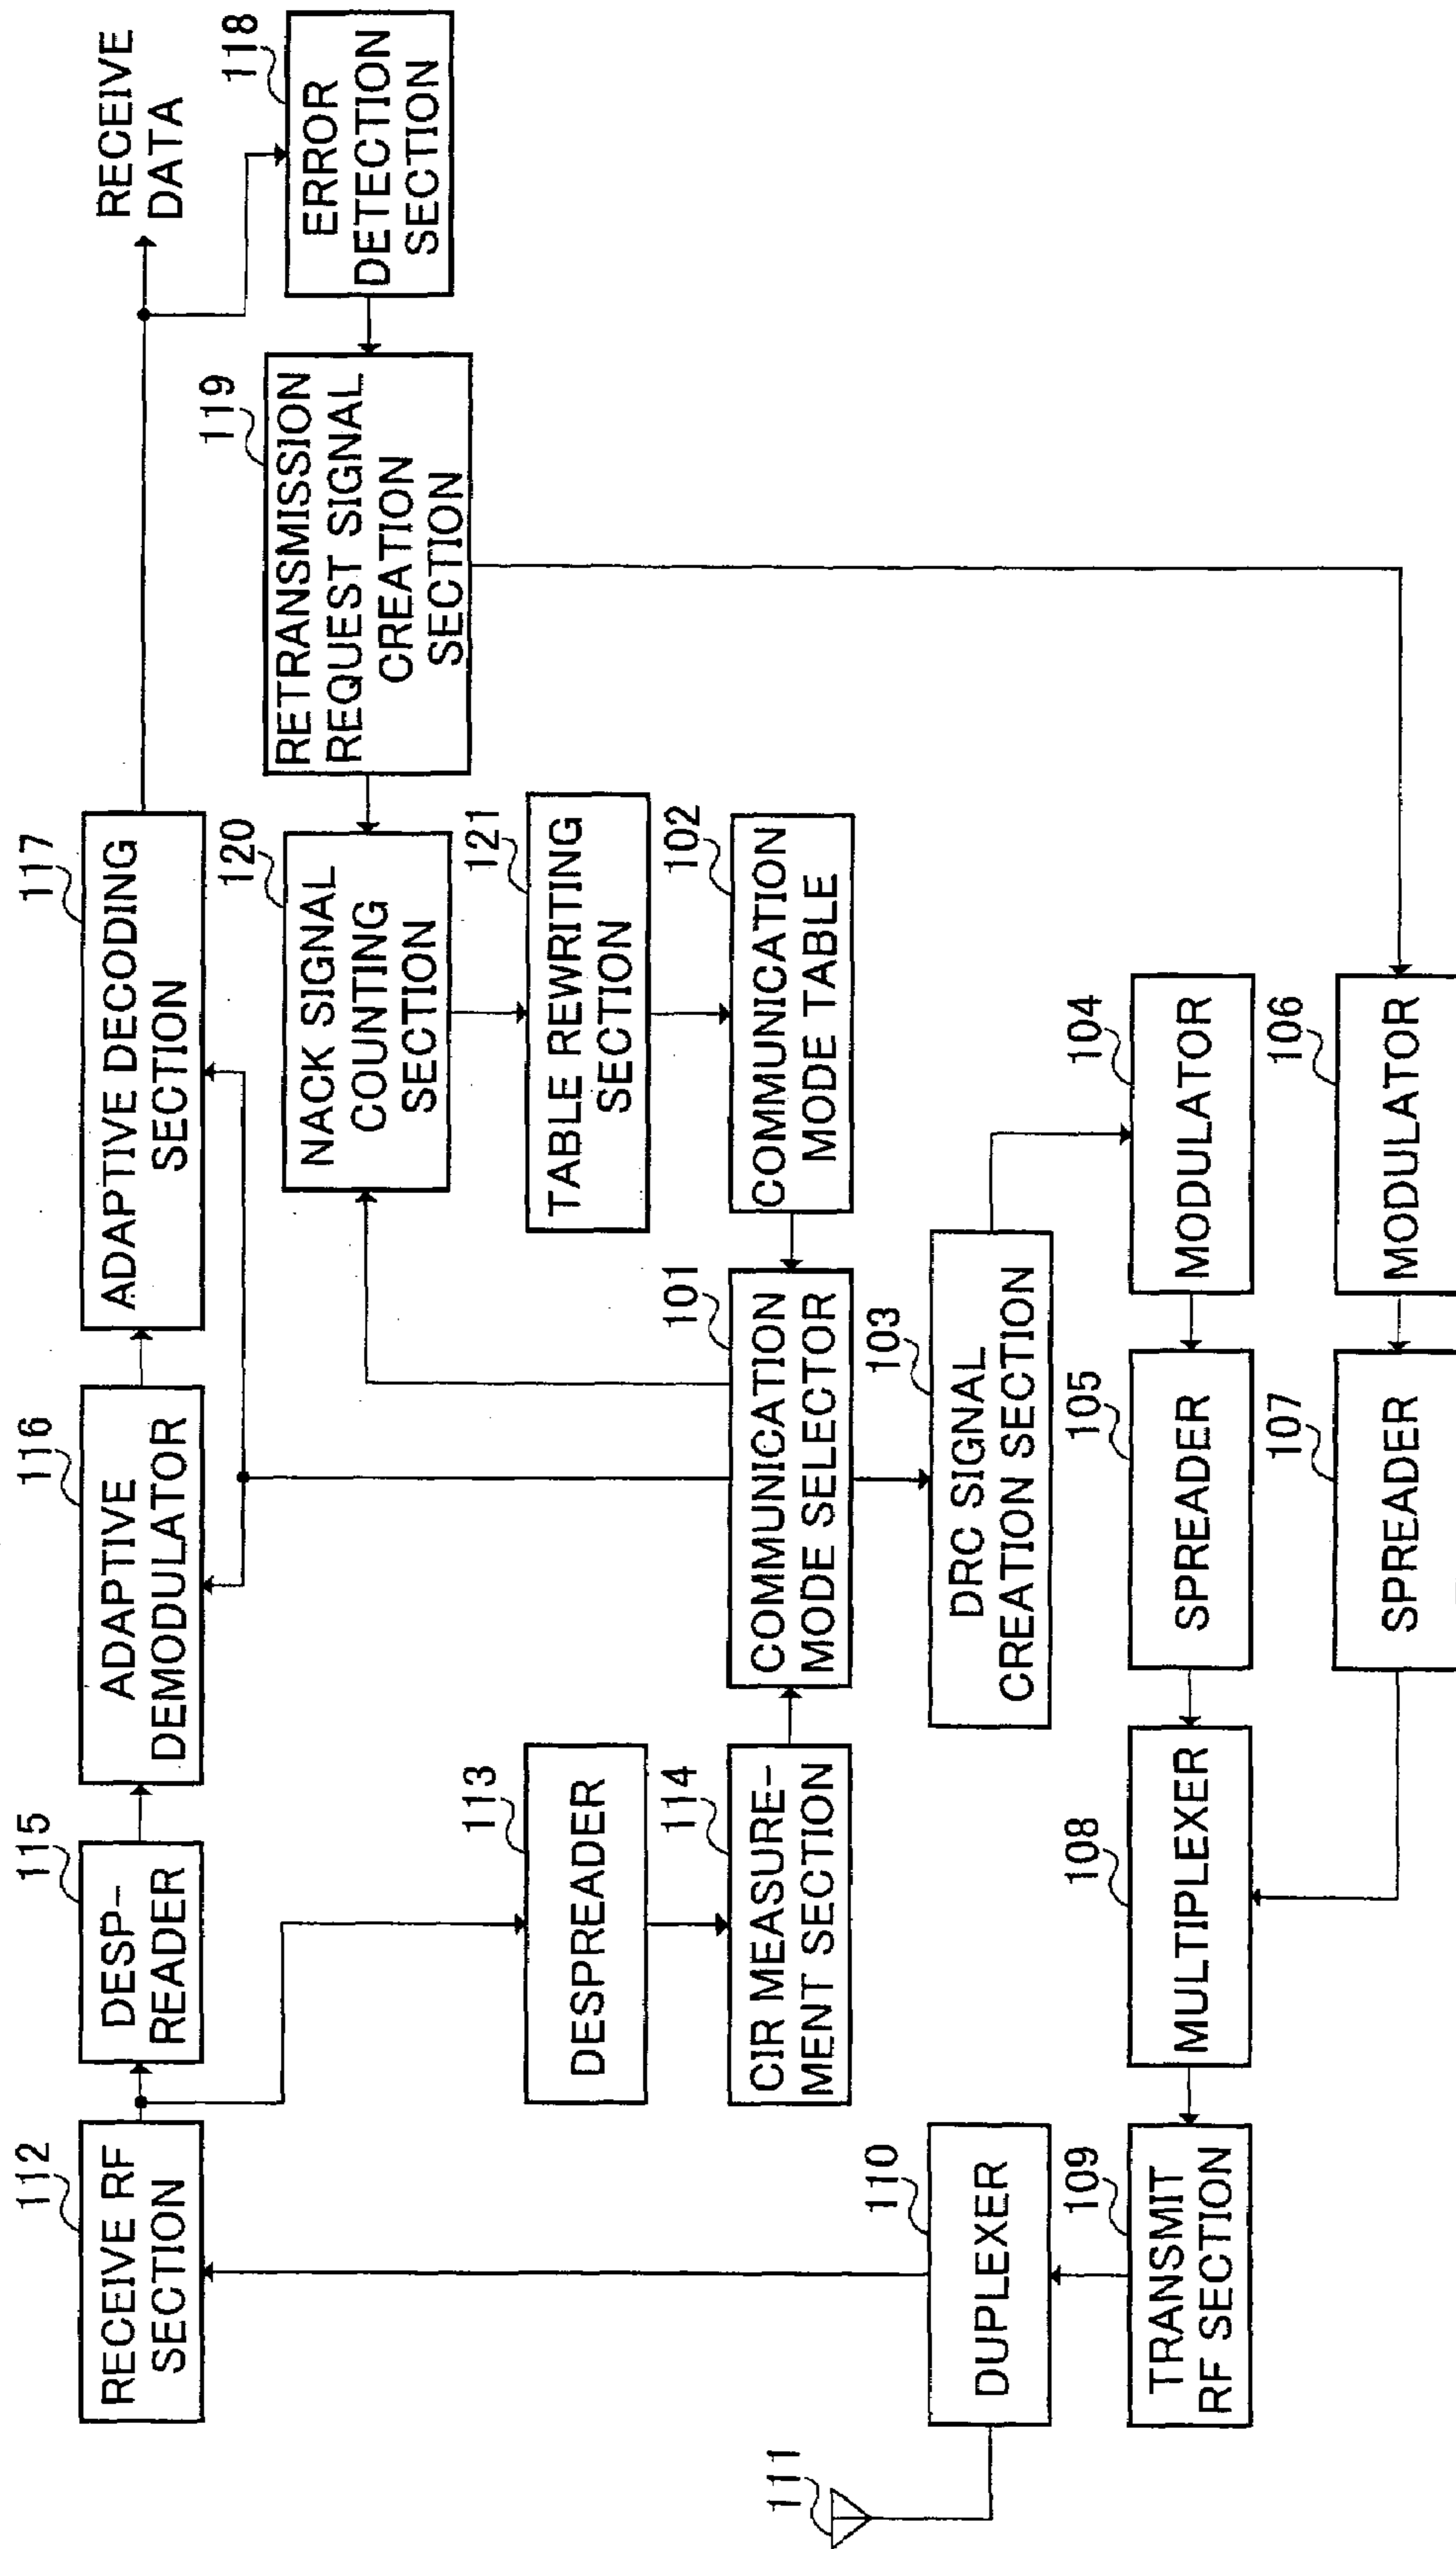 112
RECEIVE RF
SECTION
115
DESP-
READER
116
ADAPTIVE
DEMODULATOR
117
ADAPTIVE DECODING
SECTION
RECEIVE
DATA
118
ERROR
DETECTION
SECTION
119
RETRANSMISSION
REQUEST SIGNAL
CREATION
SECTION
120
NACK SIGNAL
COUNTING
SECTION
113
DESPREADER
121
TABLE REWRITING
SECTION
114
CIR MEASURE-
MENT SECTION
101
COMMUNICATION
MODE SELECTOR
102
COMMUNICATION
MODE TABLE
111
110
DUPLEXER
103
DRC SIGNAL
CREATION SECTION
109
TRANSMIT
RF SECTION
108
MULTIPLEXER
105
SPREADER
104
MODULATOR
107
SPREADER
106
MODULATOR